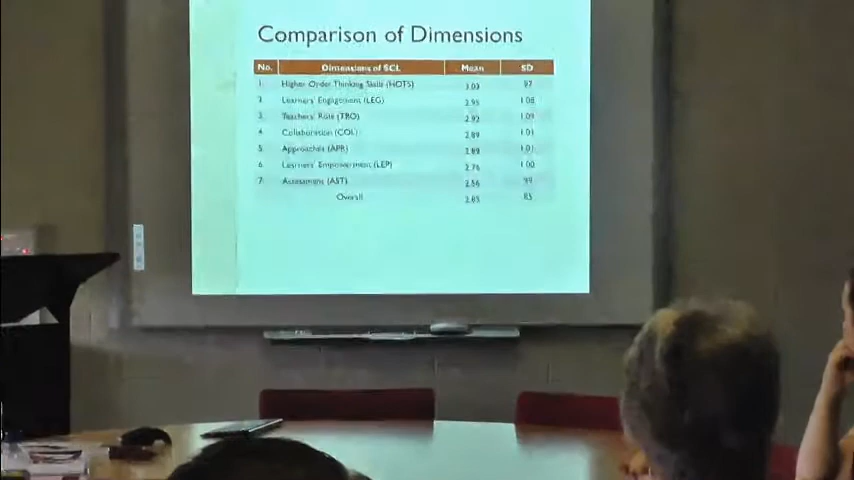 Comparison of Dimensions
No. Dimensions of SCL Mean SD
1. Higher Order Thinking Skills (HOTS) 3.03 .97
2. Learners' Engagement (LEG) 2.95 1.08
3. Teachers' Role (TRO) 2.92 1.09
4. Collaboration (COL) 2.89 1.01
5. Approaches (APR) 2.89 1.01
6. Learners' Empowerment (LEP) 2.76 1.00
7. Assessment (AST) 2.56 .99
Overall 2.85 .85